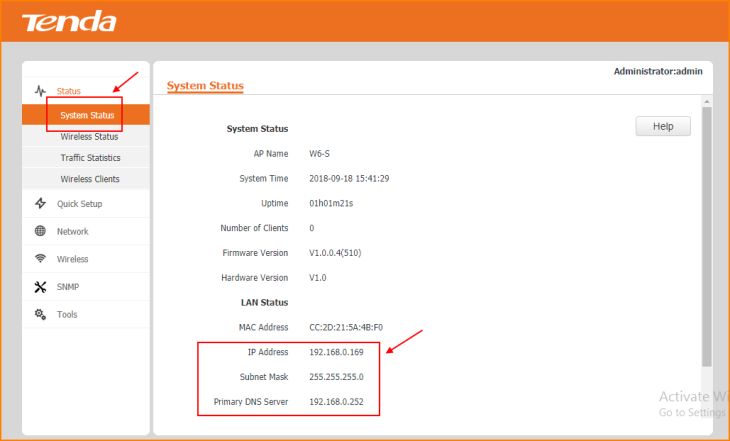 Tenda
Administrator:admin
Status
System Status
Wireless Status
Traffic Statistics
Wireless Clients
Quick Setup
Network
Wireless
SNMP
Tools
System Status
Help
System Status
AP Name W6-S
System Time 2018-09-18 15:41:29
Uptime 01h01m21s
Number of Clients 0
Firmware Version V1.0.0.4(510)
Hardware Version V1.0
LAN Status
MAC Address CC:2D:21:5A:4B:F0
IP Address 192.168.0.169
Subnet Mask 255.255.255.0
Primary DNS Server 192.168.0.252
Activate Wi
Go to Settings